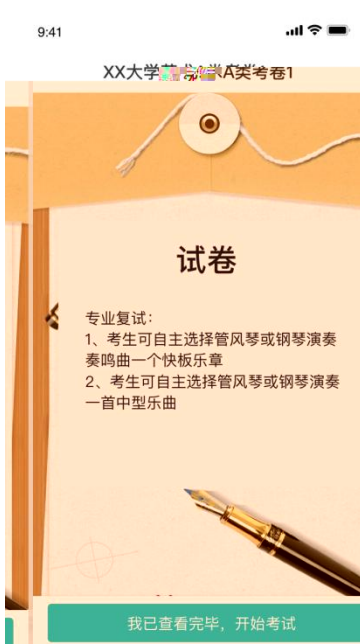 9:41
XX大学
A类考卷1
试卷
专业复试：
1、考生可自主选择管风琴或钢琴演奏
奏鸣曲一个快板乐章
2、考生可自主选择管风琴或钢琴演奏
一首中型乐曲
我已查看完毕，开始考试